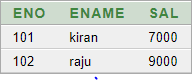 ENO ENAME SAL
101 kiran 7000
102 raju 9000